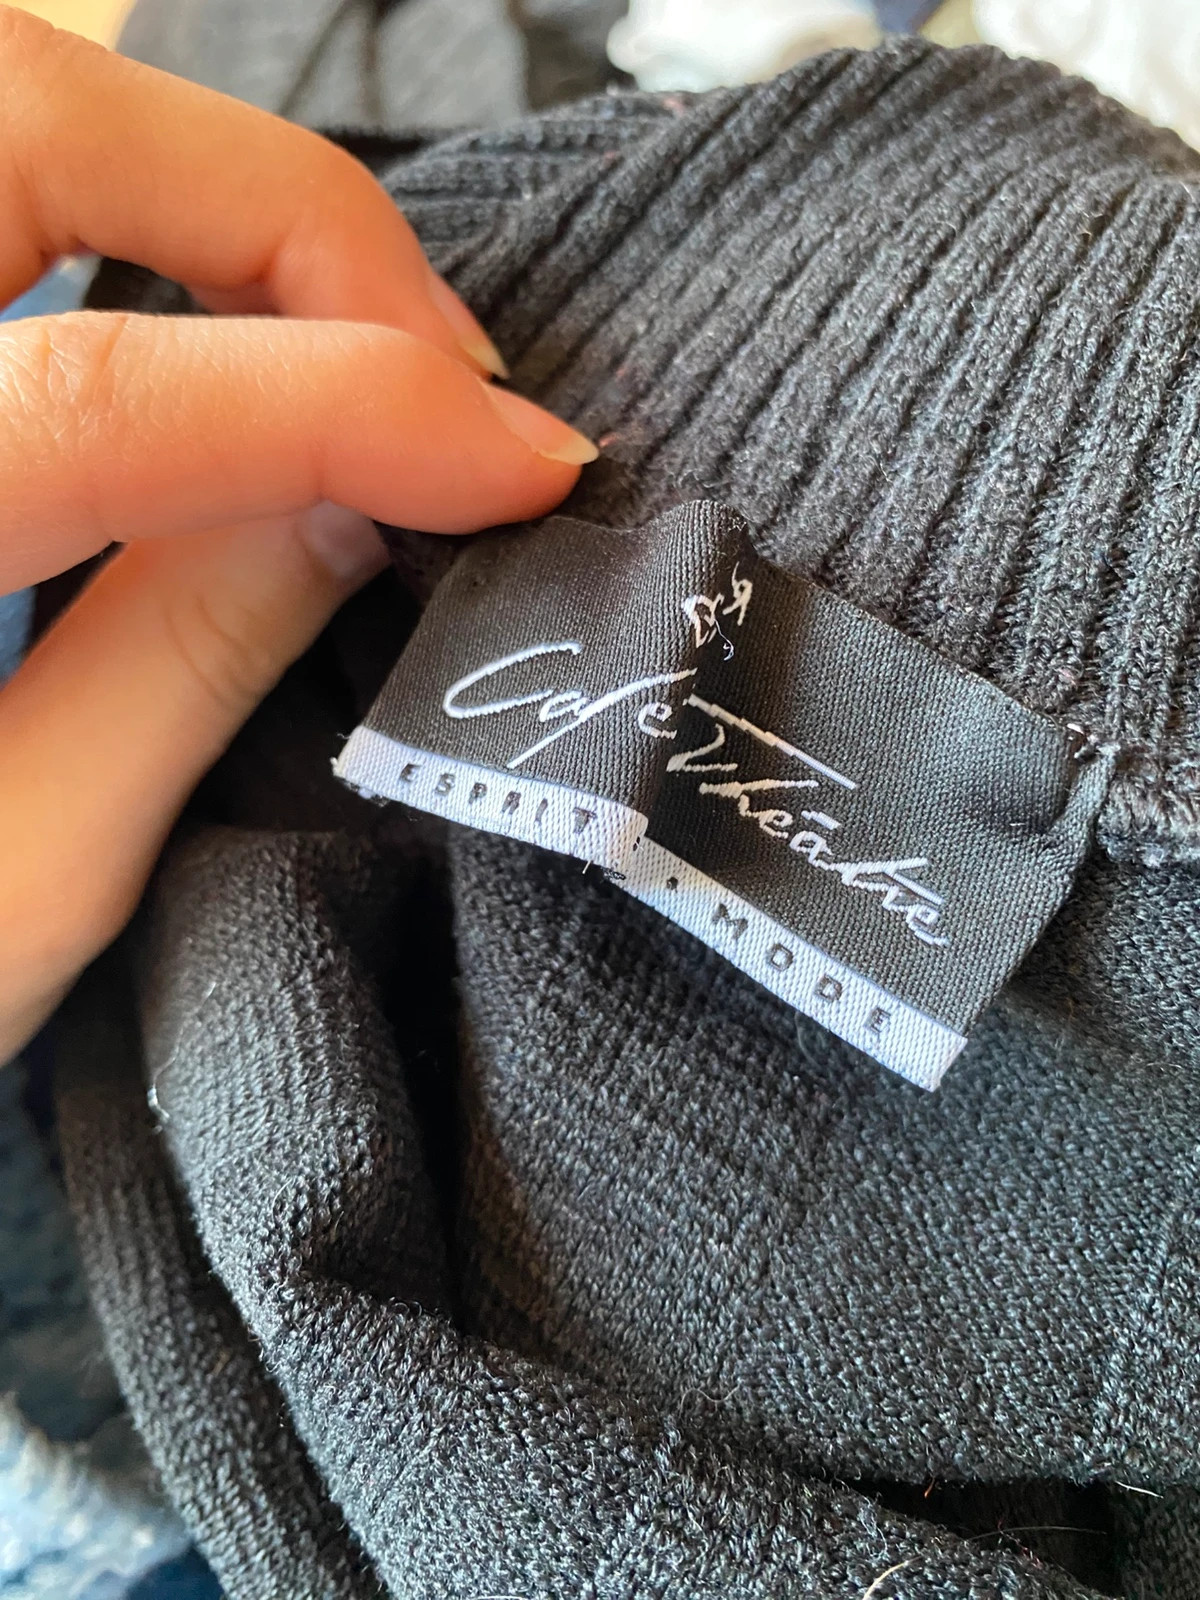 Café Théâtre
ESPRIT • MODE